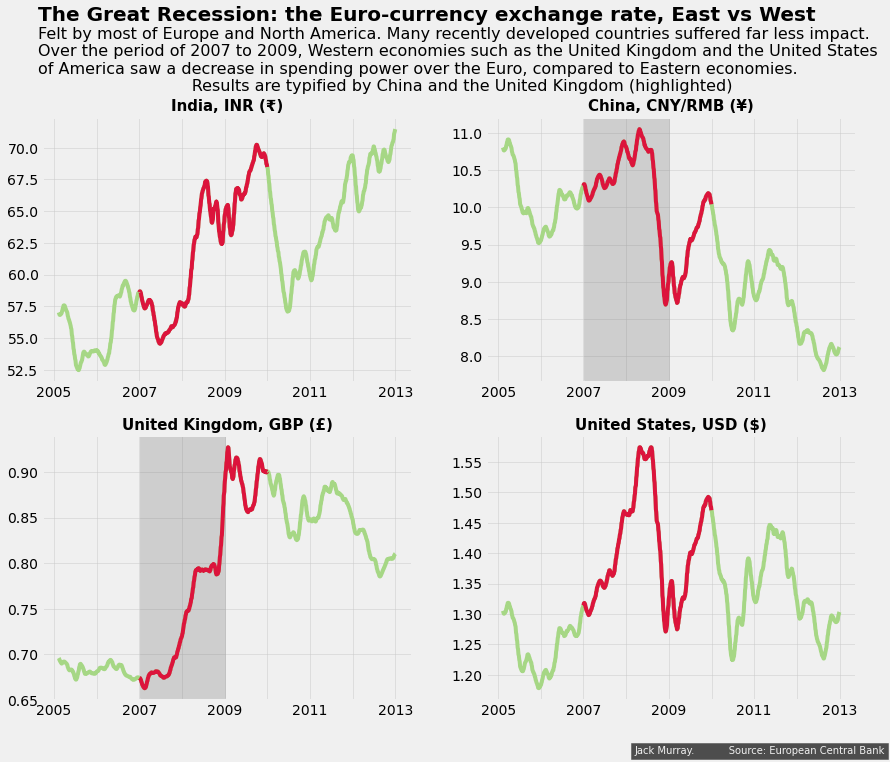 The Great Recession: the Euro-currency exchange rate, East vs West
Felt by most of Europe and North America. Many recently developed countries suffered far less impact.
Over the period of 2007 to 2009, Western economies such as the United Kingdom and the United States
of America saw a decrease in spending power over the Euro, compared to Eastern economies.
Results are typified by China and the United Kingdom (highlighted)
India, INR (₹)
70.0
67.5
65.0
62.5
60.0
57.5
55.0
52.5
2005 2007 2009 2011 2013
China, CNY/RMB (¥)
11.0
10.5
10.0
9.5
9.0
8.5
8.0
2005 2007 2009 2011 2013
United Kingdom, GBP (£)
0.90
0.85
0.80
0.75
0.70
0.65
2005 2007 2009 2011 2013
United States, USD ($)
1.55
1.50
1.45
1.40
1.35
1.30
1.25
1.20
2005 2007 2009 2011 2013
Jack Murray. Source: European Central Bank